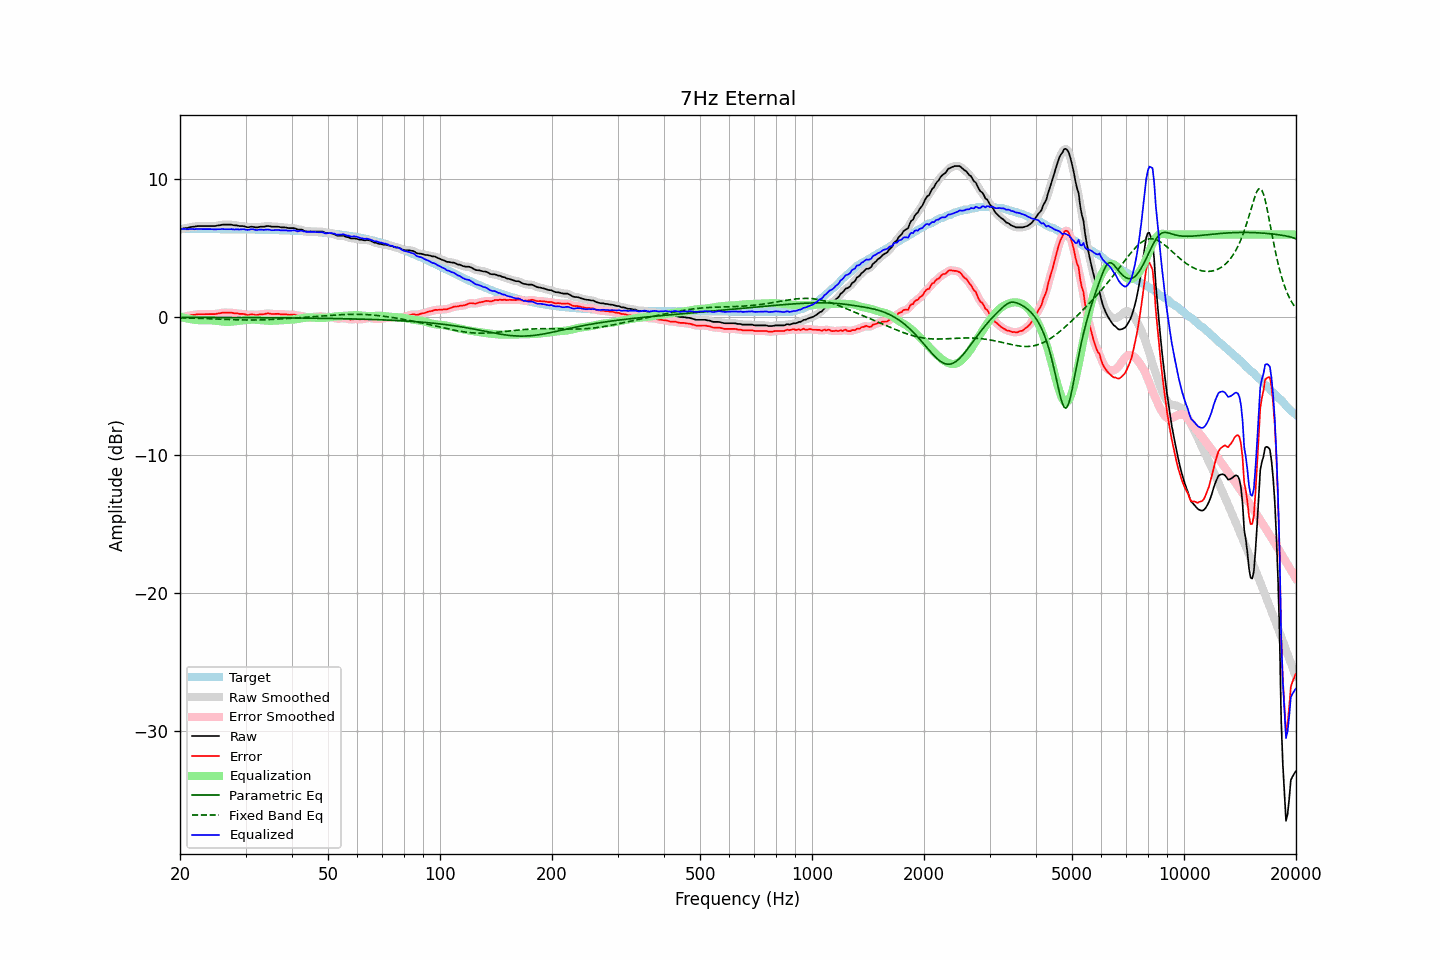 7Hz Eternal
10
0
−10
−20
−30
Amplitude (dBr)
Target
Raw Smoothed
Error Smoothed
Raw
Error
Equalization
Parametric Eq
Fixed Band Eq
Equalized
20 50 100 200 500 1000 2000 5000 10000 20000
Frequency (Hz)